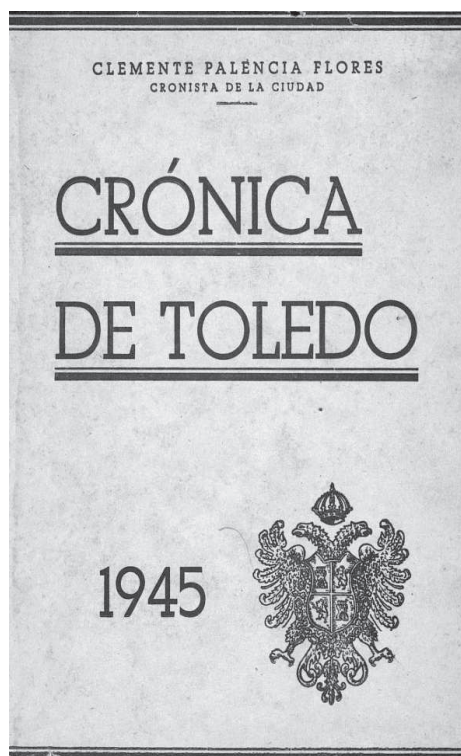 CLEMENTE PALENCIA FLORES
CRONISTA DE LA CIUDAD
CRÓNICA
DE TOLEDO
1945